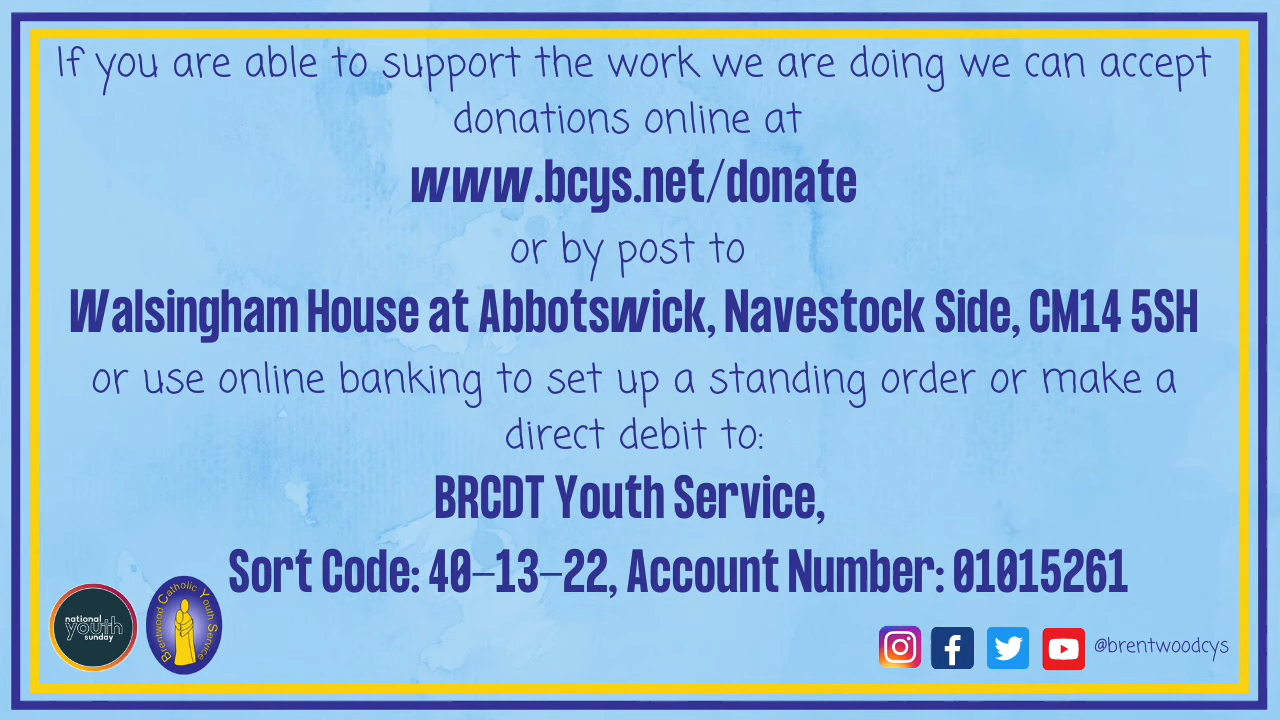 If you are able to support the work we are doing we can accept
donations online at
www.bcys.net/donate
or by post to
Walsingham House at Abbotswick, Navestock Side, CM14 5SH
or use online banking to set up a standing order or make a
direct debit to:
BRCDT Youth Service,
Sort Code: 40-13-22, Account Number: 01015261
national
youth
sunday
Brentwood Catholic Youth Service
@brentwoodcys